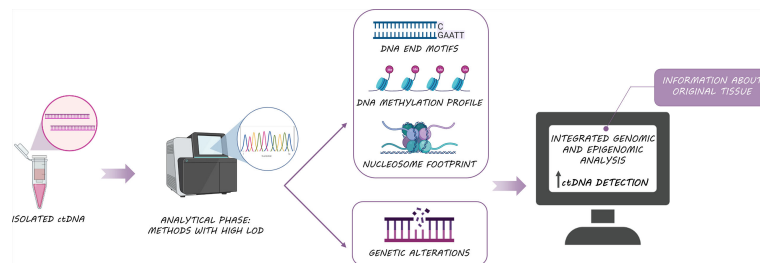 C
GAATT
DNA END MOTIFS
DNA METHYLATION PROFILE
NUCLEOSOME FOOTPRINT
ISOLATED ctDNA
ANALYTICAL PHASE:
METHODS WITH HIGH LOD
GENETIC ALTERATIONS
INFORMATION ABOUT
ORIGINAL TISSUE
INTEGRATED GENOMIC
AND EPIGENOMIC
ANALYSIS
↑ctDNA DETECTION